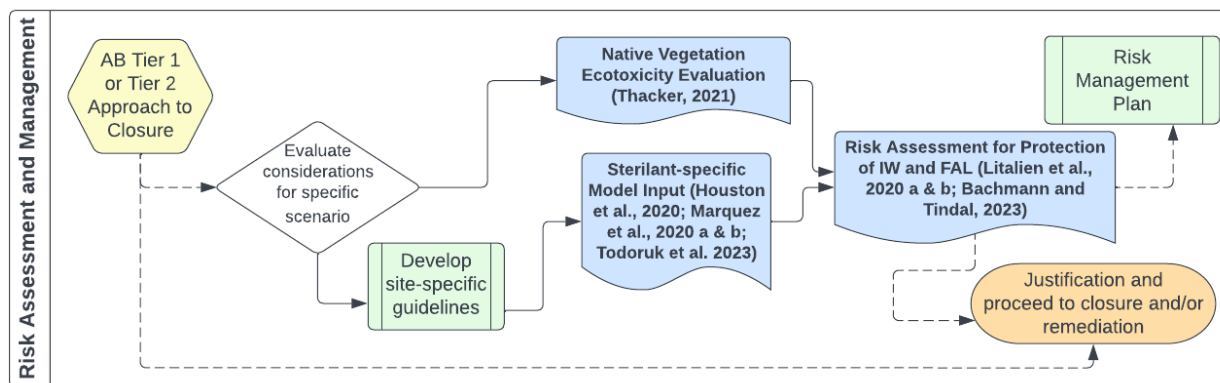 Risk Assessment and Management
AB Tier 1
or Tier 2
Approach to
Closure
Evaluate
considerations
for specific
scenario
Develop
site-specific
guidelines
Native Vegetation
Ecotoxicity Evaluation
(Thacker, 2021)
Sterilant-specific
Model Input (Houston
et al., 2020; Marquez
et al., 2020 a & b;
Todoruk et al. 2023)
Risk Assessment for Protection
of IW and FAL (Litalien et al.,
2020 a & b; Bachmann and
Tindal, 2023)
Risk
Management
Plan
Justification and
proceed to closure and/or
remediation